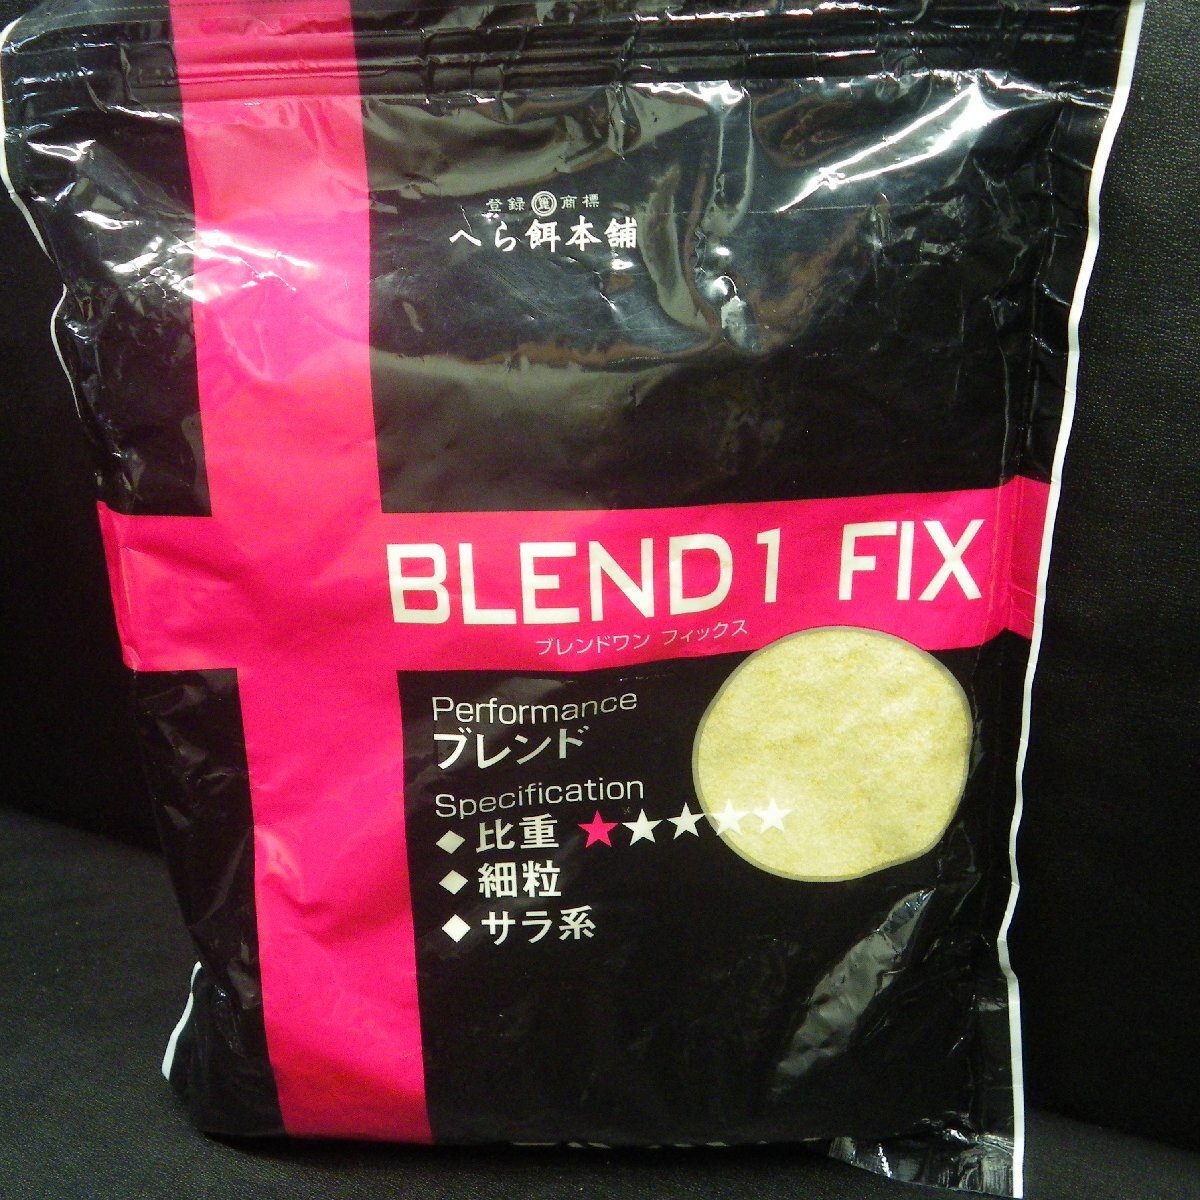 登録 商標
へら餌本舗
BLEND1 FIX
ブレンドワン フィックス
Performance
ブレンド
Specification
◆比重 ★★★★★
◆細粒
◆サラ系